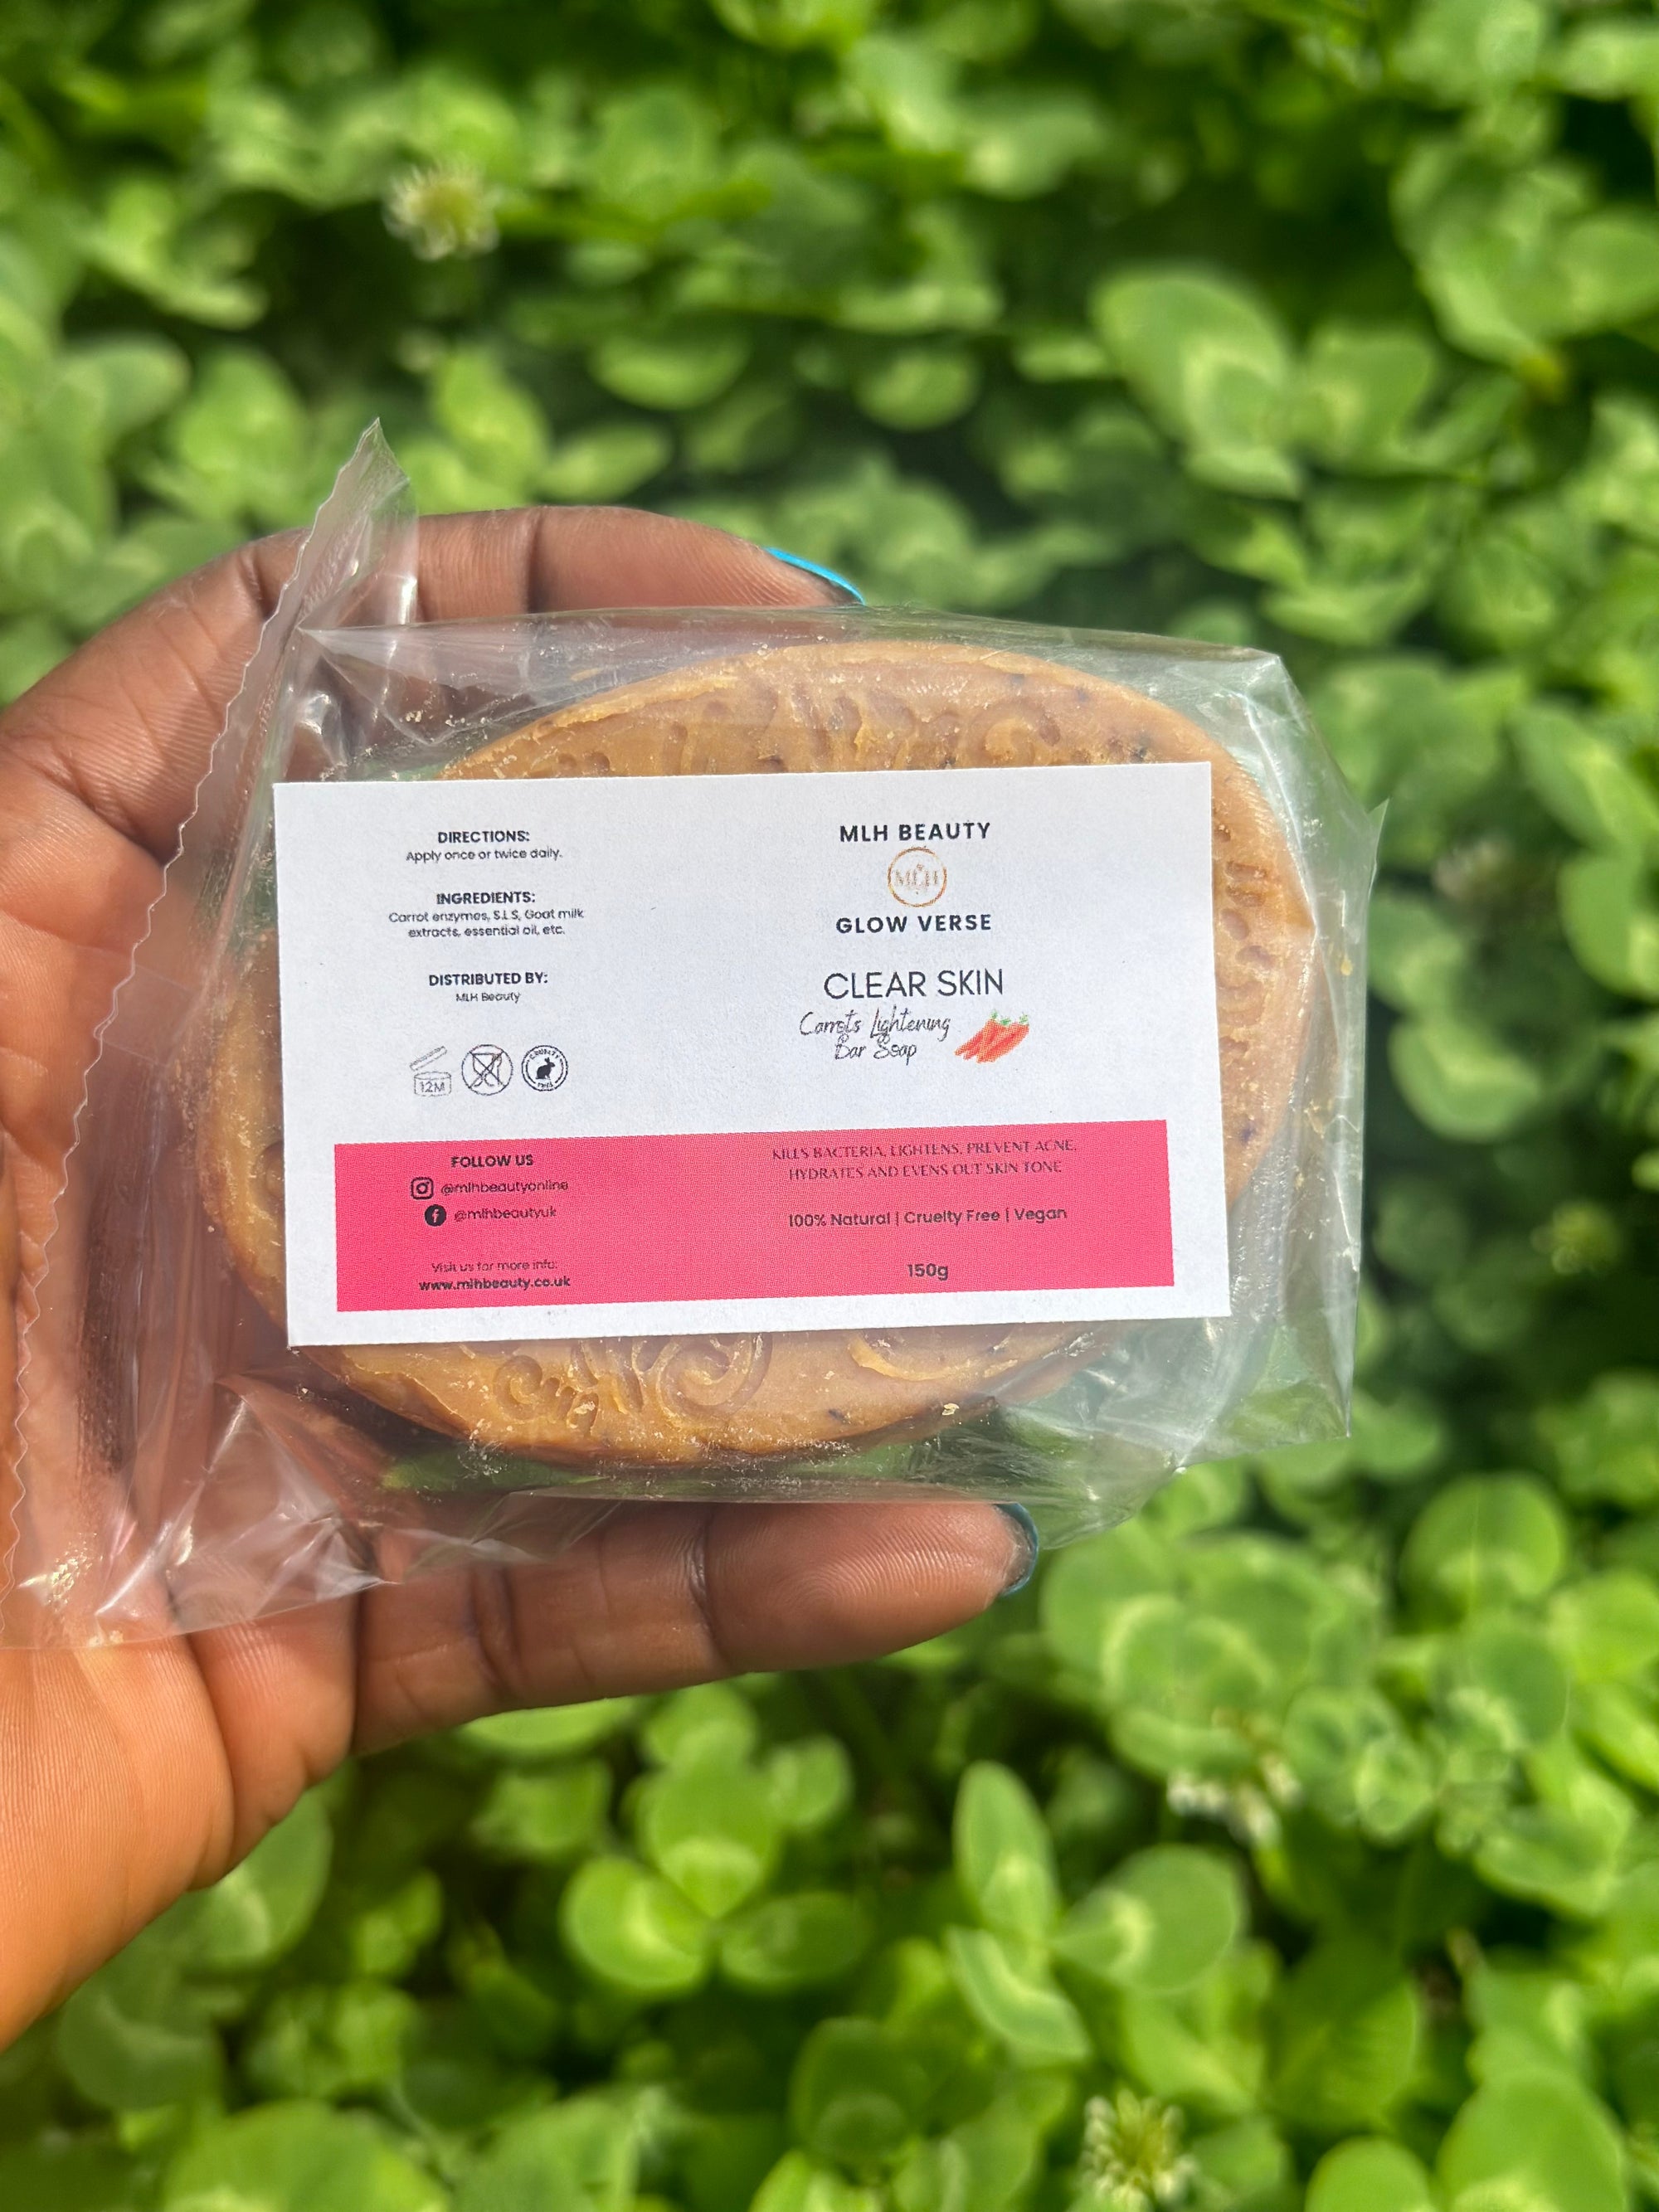 DIRECTIONS:
Apply once or twice daily.
INGREDIENTS:
Carrot enzymes, S.L.S, Goat milk
extracts, essential oil, etc.
DISTRIBUTED BY:
MLH Beauty
12M
CRUELTY
FREE
FOLLOW US
@mlhbeautyonline
@mlhbeautyuk
Visit us for more info:
www.mlhbeauty.co.uk
MLH BEAUTY
MLH
GLOW VERSE
CLEAR SKIN
Carrots Lightening
Bar Soap
KILLS BACTERIA, LIGHTENS, PREVENT ACNE,
HYDRATES AND EVENS OUT SKIN TONE
100% Natural | Cruelty Free | Vegan
150g